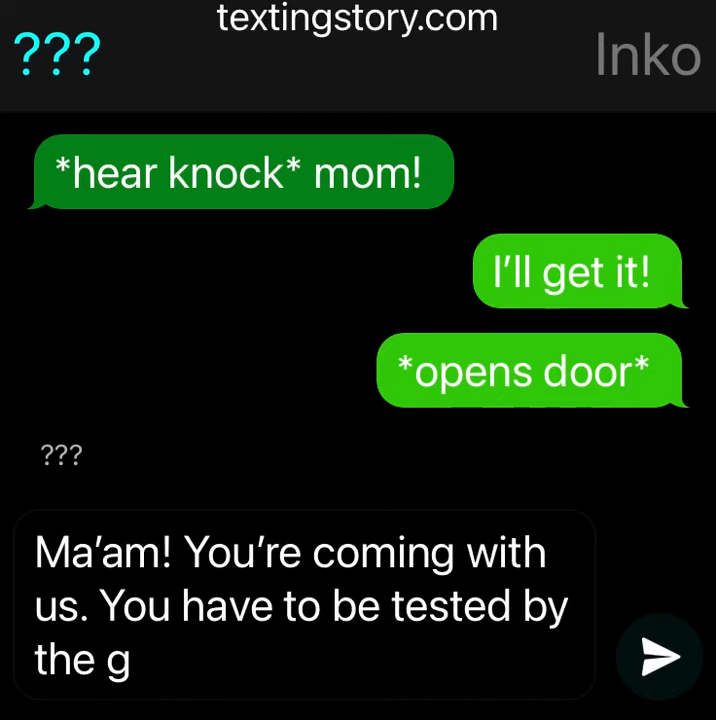 textingstory.com
??? Inko
*hear knock* mom!
I'll get it!
*opens door*
???
Ma'am! You're coming with
us. You have to be tested by
the g